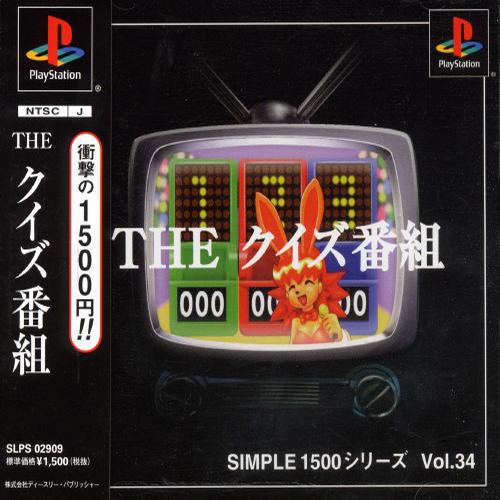 PlayStation
®
NTSC J
THE クイズ番組
衝撃の1500円!!
SLPS 02909
標準価格¥1,500(税抜)
株式会社ディースリー・パブリッシャー
PlayStation
®
THE クイズ番組
000
SIMPLE 1500シリーズ Vol.34